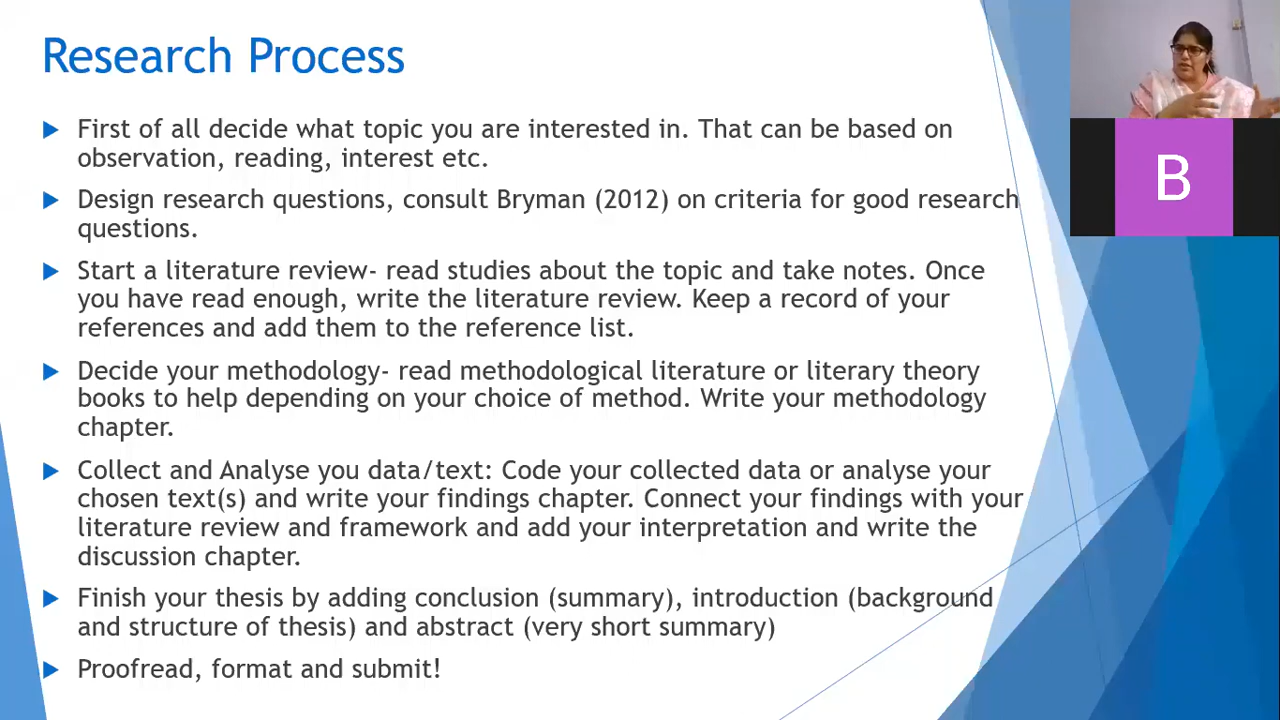 Research Process
First of all decide what topic you are interested in. That can be based on
observation, reading, interest etc.
Design research questions, consult Bryman (2012) on criteria for good research
questions.
Start a literature review- read studies about the topic and take notes. Once
you have read enough, write the literature review. Keep a record of your
references and add them to the reference list.
Decide your methodology- read methodological literature or literary theory
books to help depending on your choice of method. Write your methodology
chapter.
Collect and Analyse you data/text: Code your collected data or analyse your
chosen text(s) and write your findings chapter. Connect your findings with your
literature review and framework and add your interpretation and write the
discussion chapter.
Finish your thesis by adding conclusion (summary), introduction (background
and structure of thesis) and abstract (very short summary)
Proofread, format and submit!
B